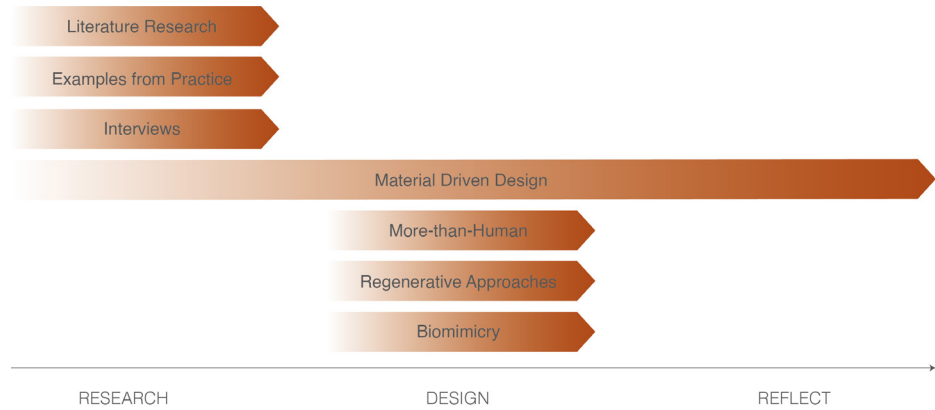 Literature Research
Examples from Practice
Interviews
Material Driven Design
More-than-Human
Regenerative Approaches
Biomimicry
RESEARCH
DESIGN
REFLECT